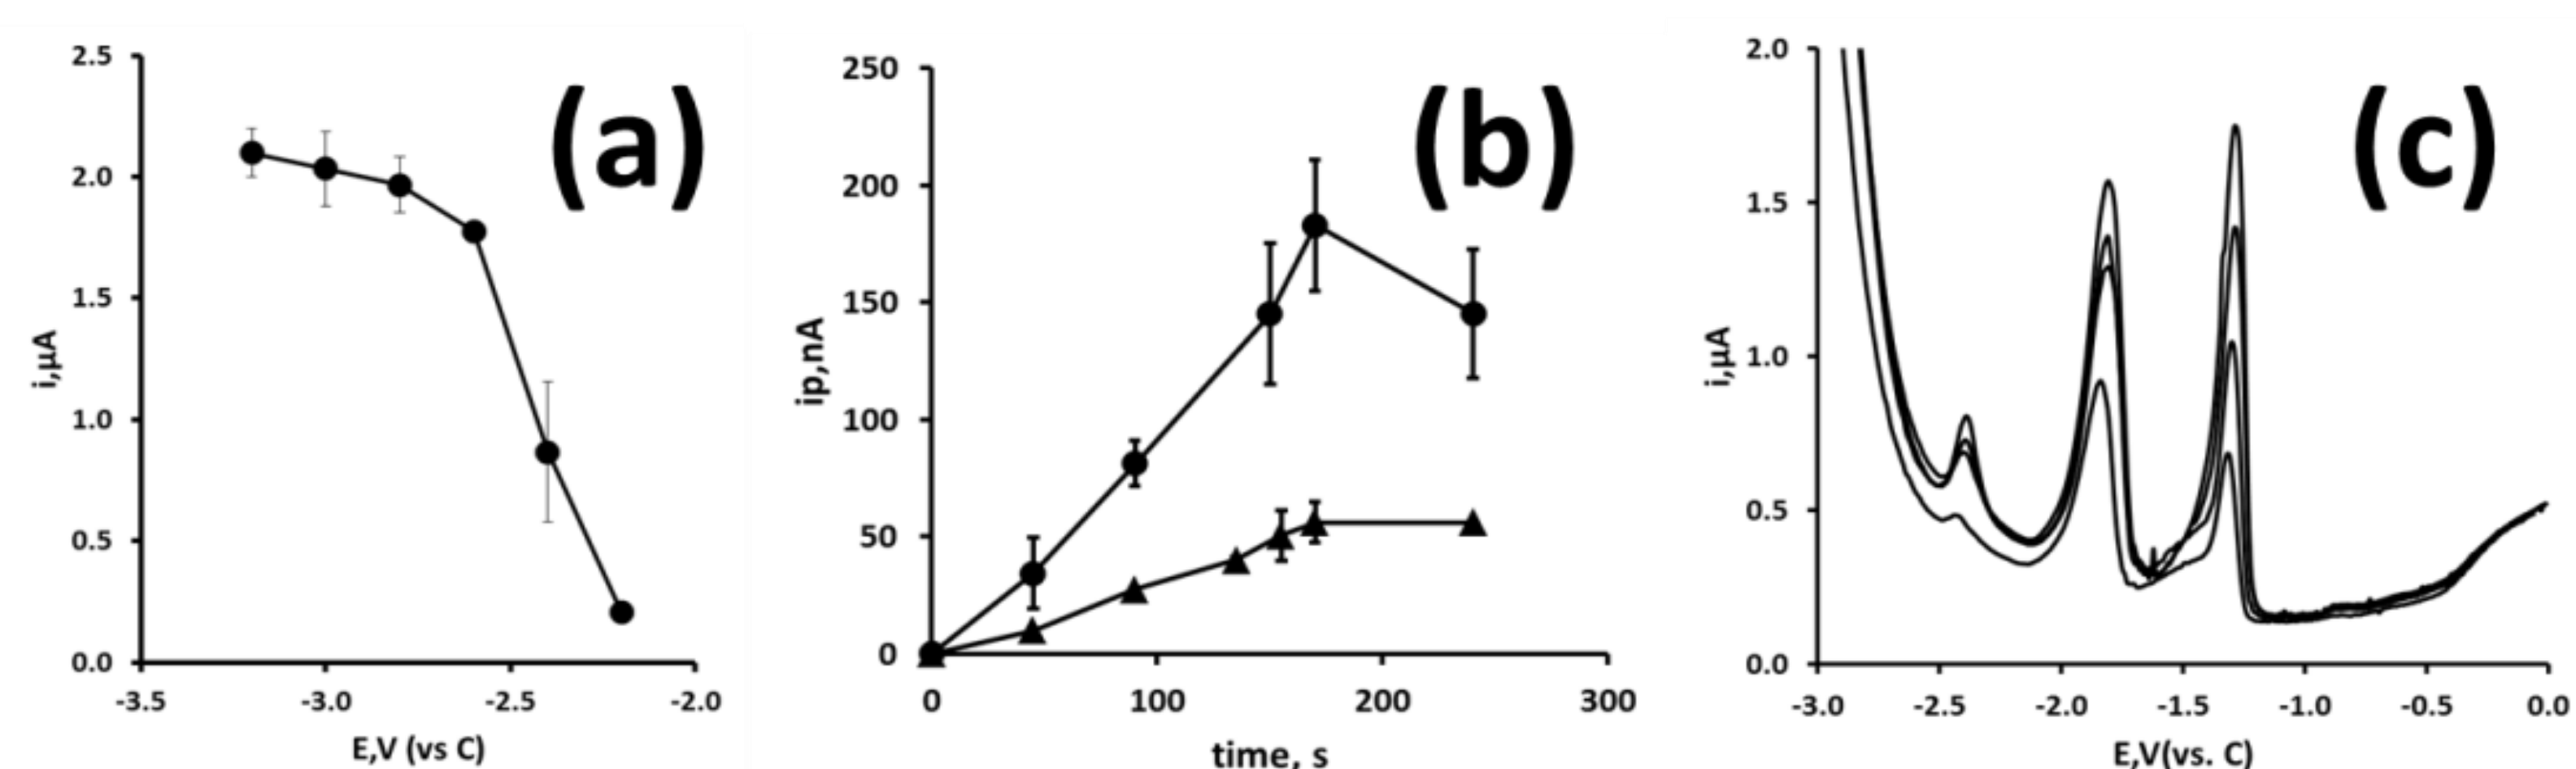 (a)
2.5
2.0
1.5
1.0
0.5
0.0
i,µA
-3.5 -3.0 -2.5 -2.0
E,V (vs C)
(b)
250
200
150
100
50
0
ip,nA
0 100 200 300
time, s
(c)
2.0
1.5
1.0
0.5
0.0
i,µA
-3.0 -2.5 -2.0 -1.5 -1.0 -0.5 0.0
E,V(vs. C)